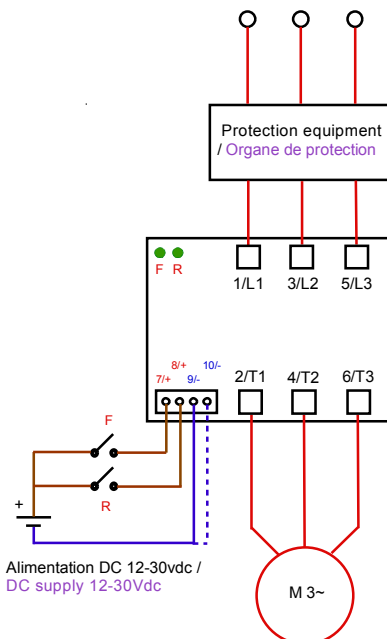 Protection equipment
/ Organe de protection
F R
1/L1 3/L2 5/L3
8/+ 10/-
7/+ 9/-
2/T1 4/T2 6/T3
F
R
+
Alimentation DC 12-30vdc /
DC supply 12-30Vdc
M 3~